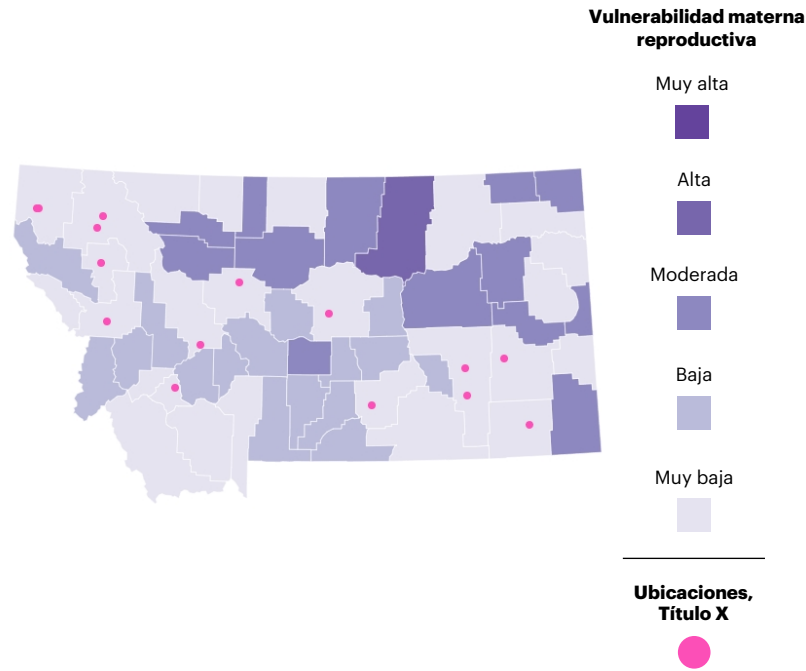 Vulnerabilidad materna
reproductiva
Muy alta
Alta
Moderada
Baja
Muy baja
Ubicaciones,
Título X